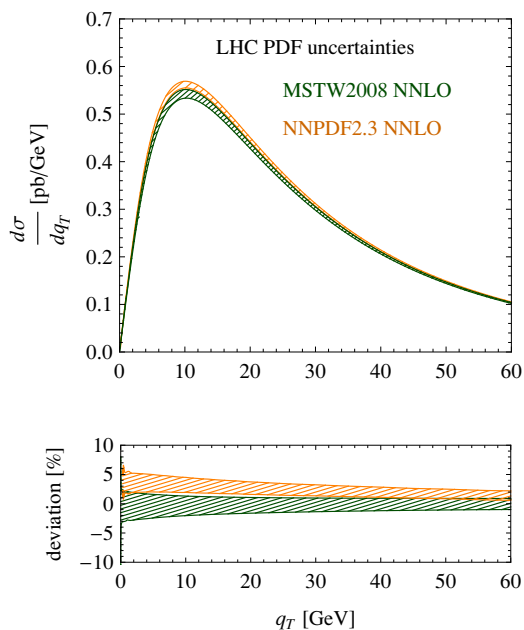 LHC PDF uncertainties
MSTW2008 NNLO
NNPDF2.3 NNLO
dσ
dq_T
[pb/GeV]
0.7
0.6
0.5
0.4
0.3
0.2
0.1
0.0
0 10 20 30 40 50 60
deviation [%]
10
5
0
−5
−10
0 10 20 30 40 50 60
q_T [GeV]